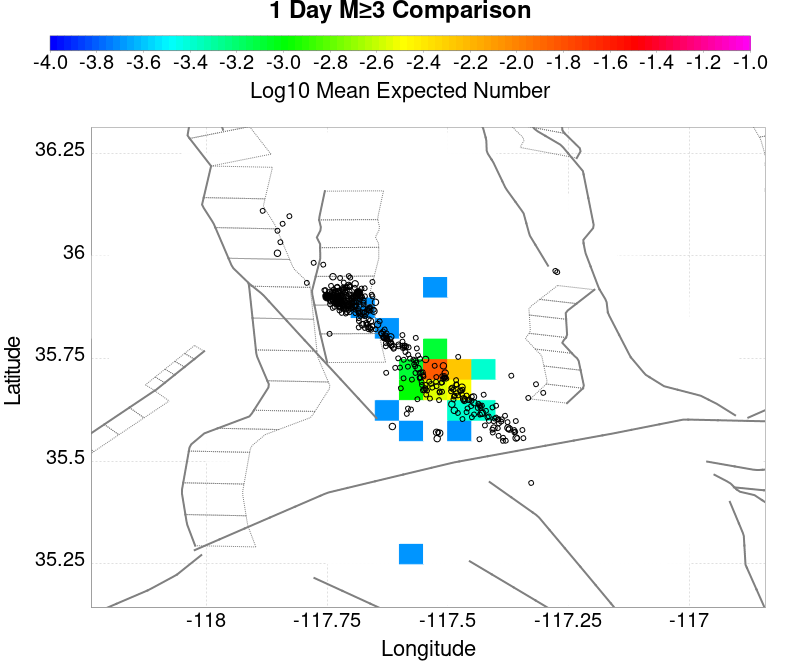 1 Day M≥3 Comparison
-4.0 -3.8 -3.6 -3.4 -3.2 -3.0 -2.8 -2.6 -2.4 -2.2 -2.0 -1.8 -1.6 -1.4 -1.2 -1.0
Log10 Mean Expected Number
36.25
36
35.75
35.5
35.25
Latitude
-118 -117.75 -117.5 -117.25 -117
Longitude